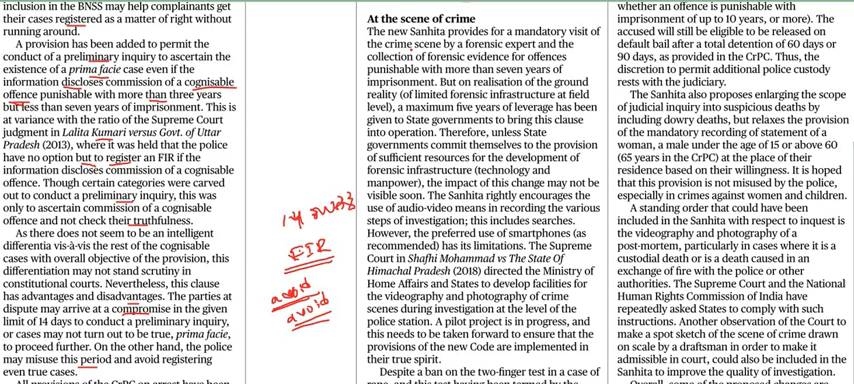 inclusion in the BNSS may help complainants get
their cases registered as a matter of right without
running around.
A provision has been added to permit the
conduct of a preliminary inquiry to ascertain the
existence of a prima facie case even if the
information discloses commission of a cognisable
offence punishable with more than three years
but less than seven years of imprisonment. This is
at variance with the ratio of the Supreme Court
judgment in Lalita Kumari versus Govt. of Uttar
Pradesh (2013), where it was held that the police
have no option but to register an FIR if the
information discloses commission of a cognisable
offence. Though certain categories were carved
out to conduct a preliminary inquiry, this was
only to ascertain commission of a cognisable
offence and not check their truthfulness.
As there does not seem to be an intelligent
differentia vis-à-vis the rest of the cognisable
cases with overall objective of the provision, this
differentiation may not stand scrutiny in
constitutional courts. Nevertheless, this clause
has advantages and disadvantages. The parties at
dispute may arrive at a compromise in the given
limit of 14 days to conduct a preliminary inquiry,
or cases may not turn out to be true, prima facie,
to proceed further. On the other hand, the police
may misuse this period and avoid registering
even true cases.
All provisions of the CrPC on arrest have been
14
FIR
avoid
avoid
At the scene of crime
The new Sanhita provides for a mandatory visit of
the crime scene by a forensic expert and the
collection of forensic evidence for offences
punishable with more than seven years of
imprisonment. But on realisation of the ground
reality (of limited forensic infrastructure at field
level), a maximum five years of leverage has been
given to State governments to bring this clause
into operation. Therefore, unless State
governments commit themselves to the provision
of sufficient resources for the development of
forensic infrastructure (technology and
manpower), the impact of this change may not be
visible soon. The Sanhita rightly encourages the
use of audio-video means in recording the various
steps of investigation; this includes searches.
However, the preferred use of smartphones (as
recommended) has its limitations. The Supreme
Court in Shafhi Mohammad vs The State Of
Himachal Pradesh (2018) directed the Ministry of
Home Affairs and States to develop facilities for
the videography and photography of crime
scenes during investigation at the level of the
police station. A pilot project is in progress, and
this needs to be taken forward to ensure that the
provisions of the new Code are implemented in
their true spirit.
Despite a ban on the two-finger test in a case of
whether an offence is punishable with
imprisonment of up to 10 years, or more). The
accused will still be eligible to be released on
default bail after a total detention of 60 days or
90 days, as provided in the CrPC. Thus, the
discretion to permit additional police custody
rests with the judiciary.
The Sanhita also proposes enlarging the scope
of judicial inquiry into suspicious deaths by
including dowry deaths, but relaxes the provision
of the mandatory recording of statement of a
woman, a male under the age of 15 or above 60
(65 years in the CrPC) at the place of their
residence based on their willingness. It is hoped
that this provision is not misused by the police,
especially in crimes against women and children.
A standing order that could have been
included in the Sanhita with respect to inquest is
the videography and photography of a
post-mortem, particularly in cases where it is a
custodial death or is a death caused in an
exchange of fire with the police or other
authorities. The Supreme Court and the National
Human Rights Commission of India have
repeatedly asked States to comply with such
instructions. Another observation of the Court to
make a spot sketch of the scene of crime drawn
on scale by a draftsman in order to make it
admissible in court, could also be included in the
Sanhita to improve the quality of investigation.